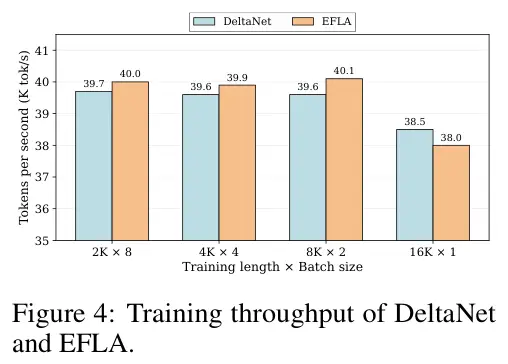 DeltaNet EFLA
Tokens per second (K tok/s)
41
40
39
38
37
36
35
39.7 40.0 39.6 39.9 39.6 40.1 38.5 38.0
2K × 8 4K × 4 8K × 2 16K × 1
Training length × Batch size
Figure 4: Training throughput of DeltaNet
and EFLA.